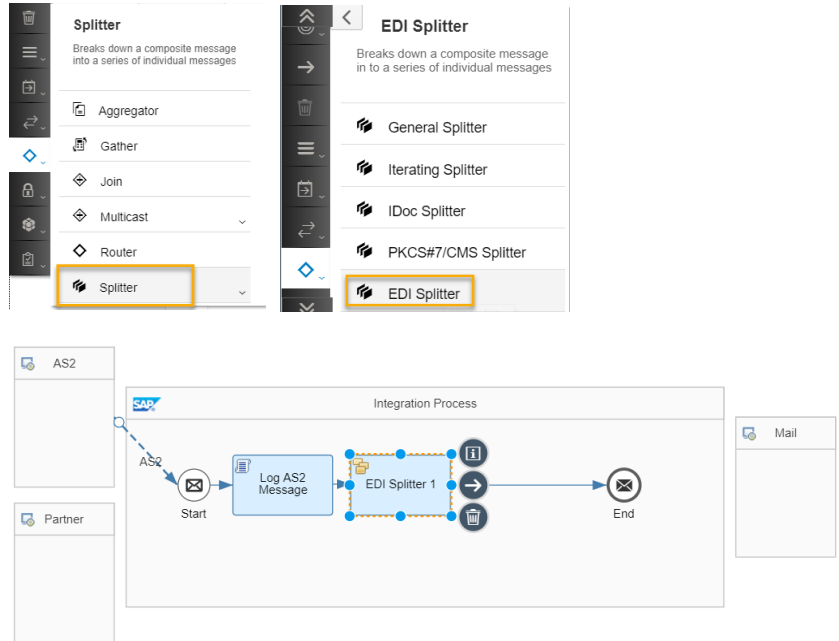 Splitter
Breaks down a composite message
into a series of individual messages
Aggregator
Gather
Join
Multicast
Router
Splitter
EDI Splitter
Breaks down a composite message
in to a series of individual messages
General Splitter
Iterating Splitter
IDoc Splitter
PKCS#7/CMS Splitter
EDI Splitter
AS2
SAP
Integration Process
Mail
AS2
Log AS2
Message
EDI Splitter 1
Start
End
Partner